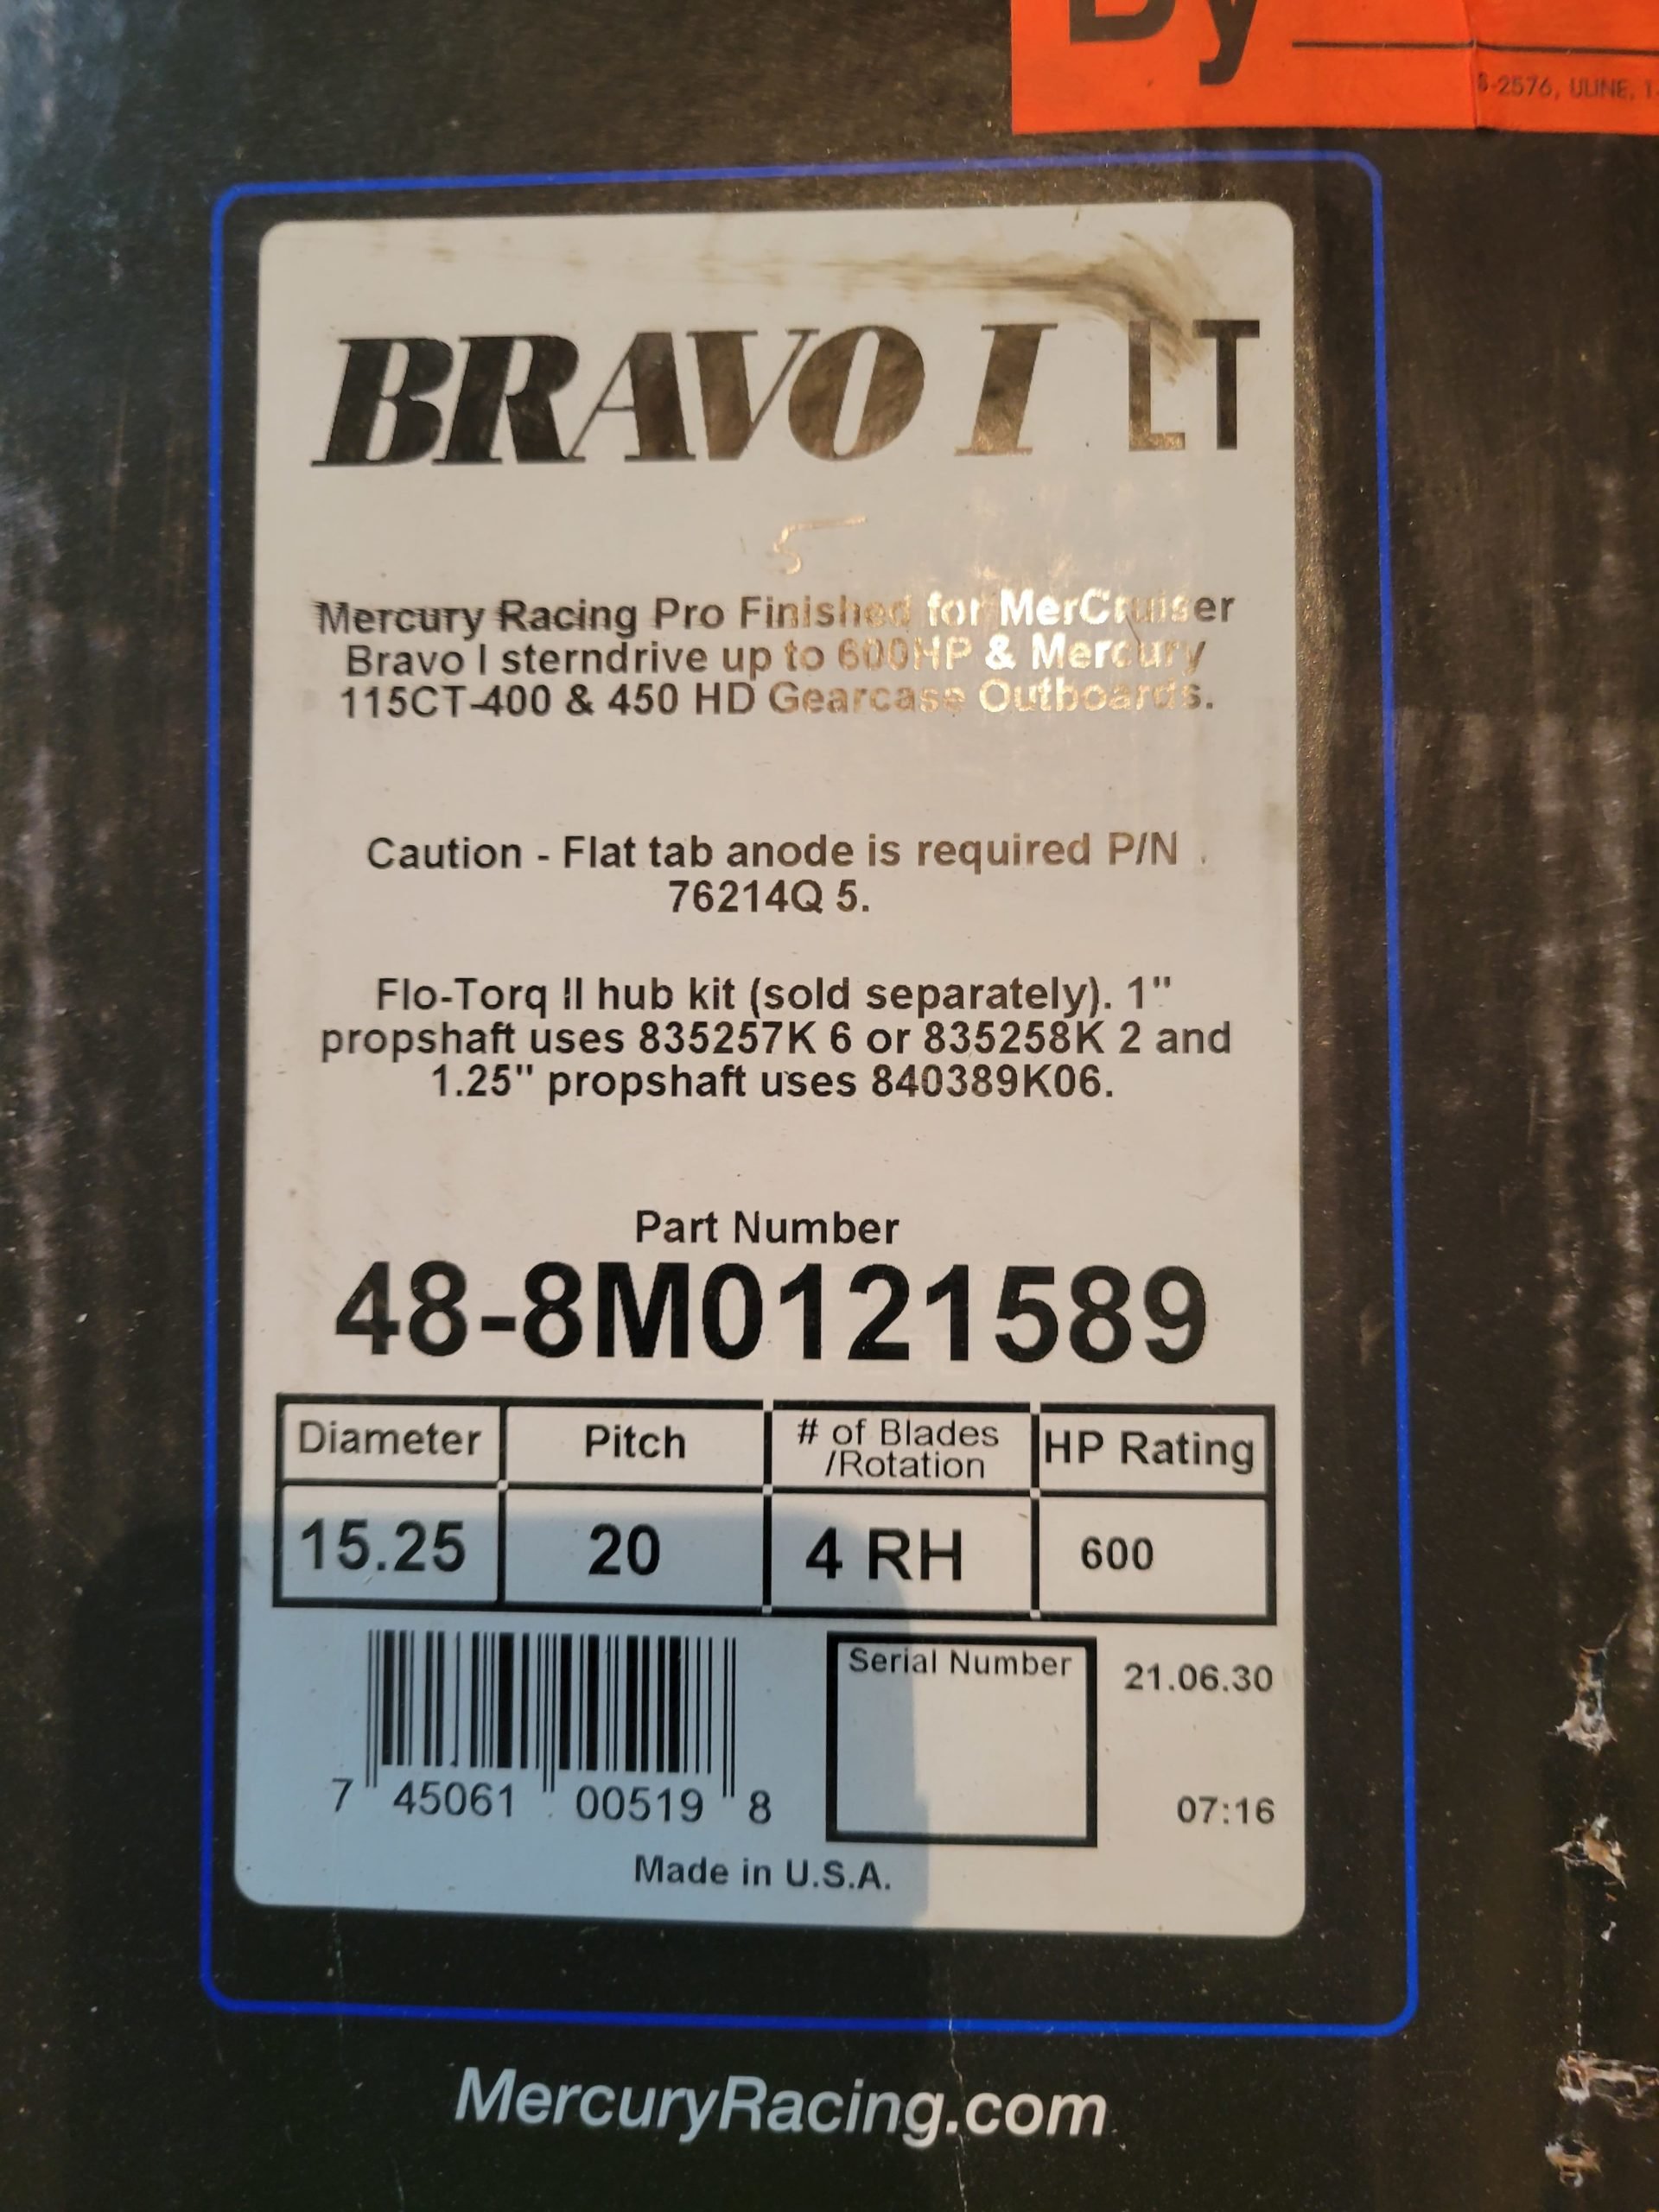 By
S-2576, ULINE, 1
BRAVO I LT
5
Mercury Racing Pro Finished for MerCruiser
Bravo I sterndrive up to 600HP & Mercury
115CT-400 & 450 HD Gearcase Outboards.
Caution - Flat tab anode is required P/N
76214Q 5.
Flo-Torq II hub kit (sold separately). 1"
propshaft uses 835257K 6 or 835258K 2 and
1.25" propshaft uses 840389K06.
Part Number
48-8M0121589
Diameter Pitch # of Blades /Rotation HP Rating
15.25 20 4 RH 600
Serial Number 21.06.30
7 45061 00519 8 07:16
Made in U.S.A.
MercuryRacing.com